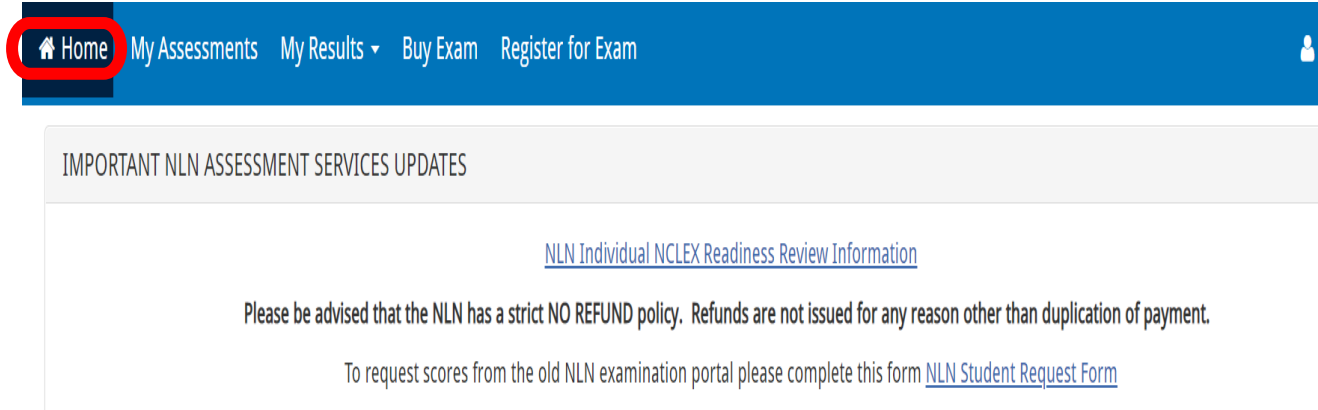 Home My Assessments My Results Buy Exam Register for Exam
IMPORTANT NLN ASSESSMENT SERVICES UPDATES
NLN Individual NCLEX Readiness Review Information
Please be advised that the NLN has a strict NO REFUND policy. Refunds are not issued for any reason other than duplication of payment.
To request scores from the old NLN examination portal please complete this form NLN Student Request Form